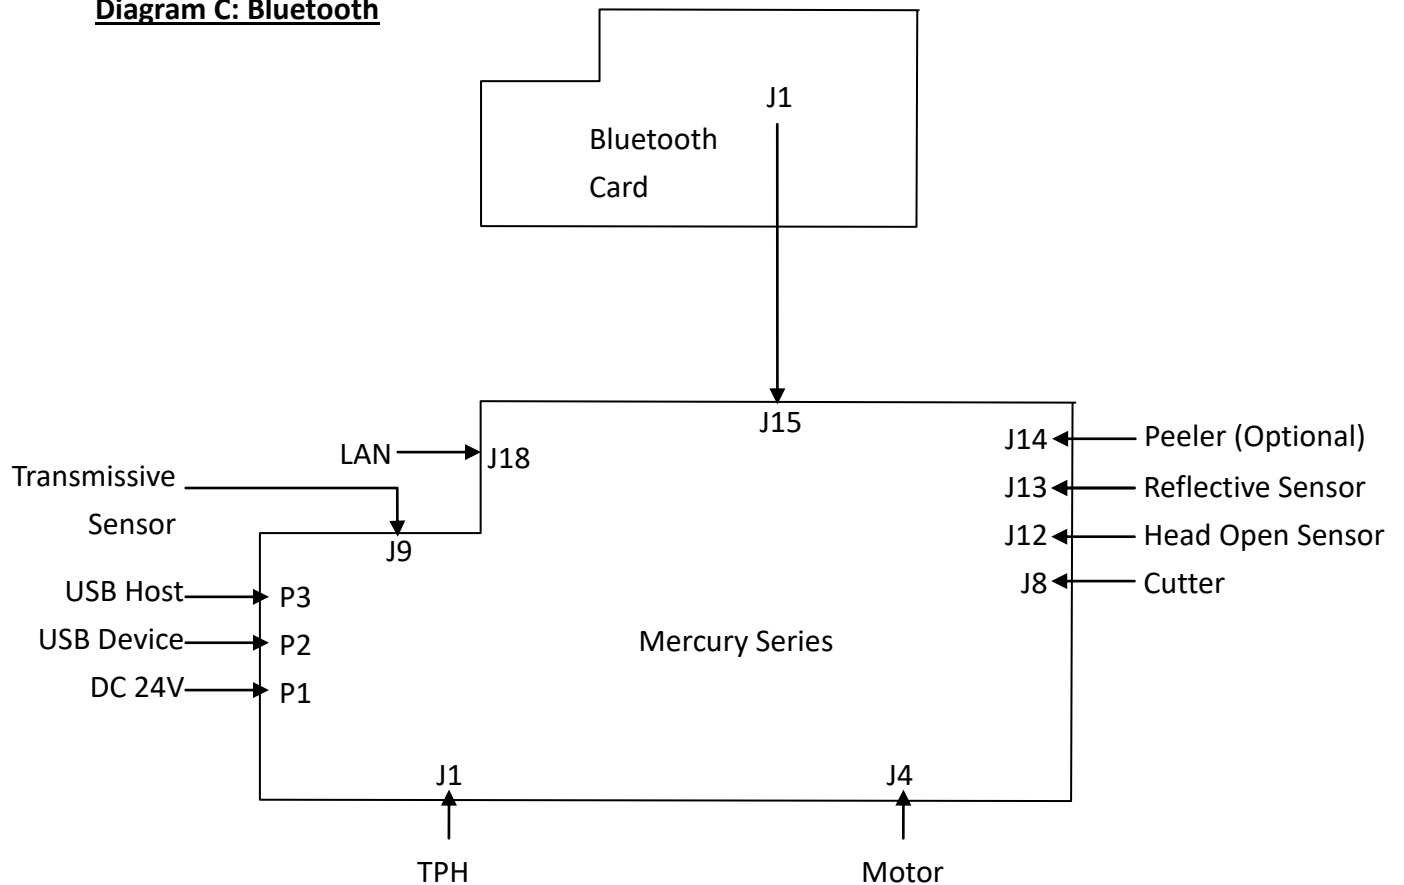 Diagram C: Bluetooth
J1
Bluetooth
Card
J15
LAN
J18
Transmissive
Sensor
J9
J14
Peeler (Optional)
J13
Reflective Sensor
J12
Head Open Sensor
J8
Cutter
USB Host
P3
USB Device
P2
DC 24V
P1
Mercury Series
J1
J4
TPH
Motor